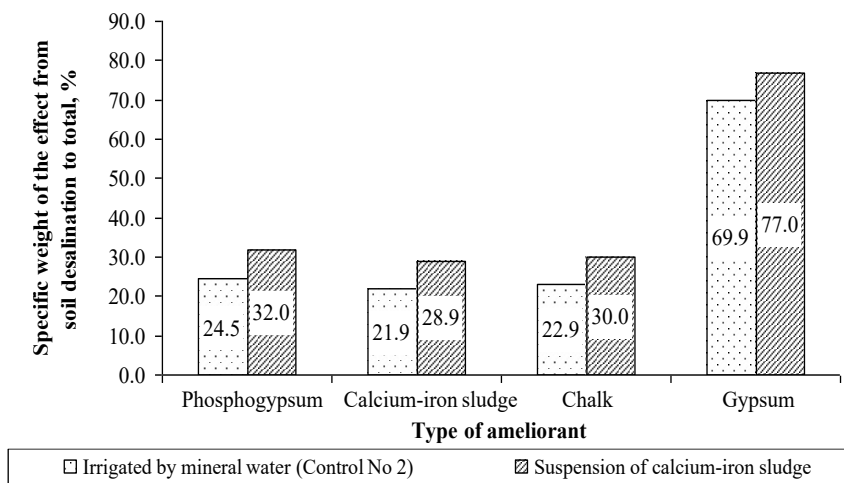 Specific weight of the effect from
soil desalination to total, %
90.0
80.0
70.0
60.0
50.0
40.0
30.0
20.0
10.0
0.0
24.5
32.0
21.9
28.9
22.9
30.0
69.9
77.0
Phosphogypsum
Calcium-iron sludge
Chalk
Gypsum
Type of ameliorant
Irrigated by mineral water (Control No 2)
Suspension of calcium-iron sludge